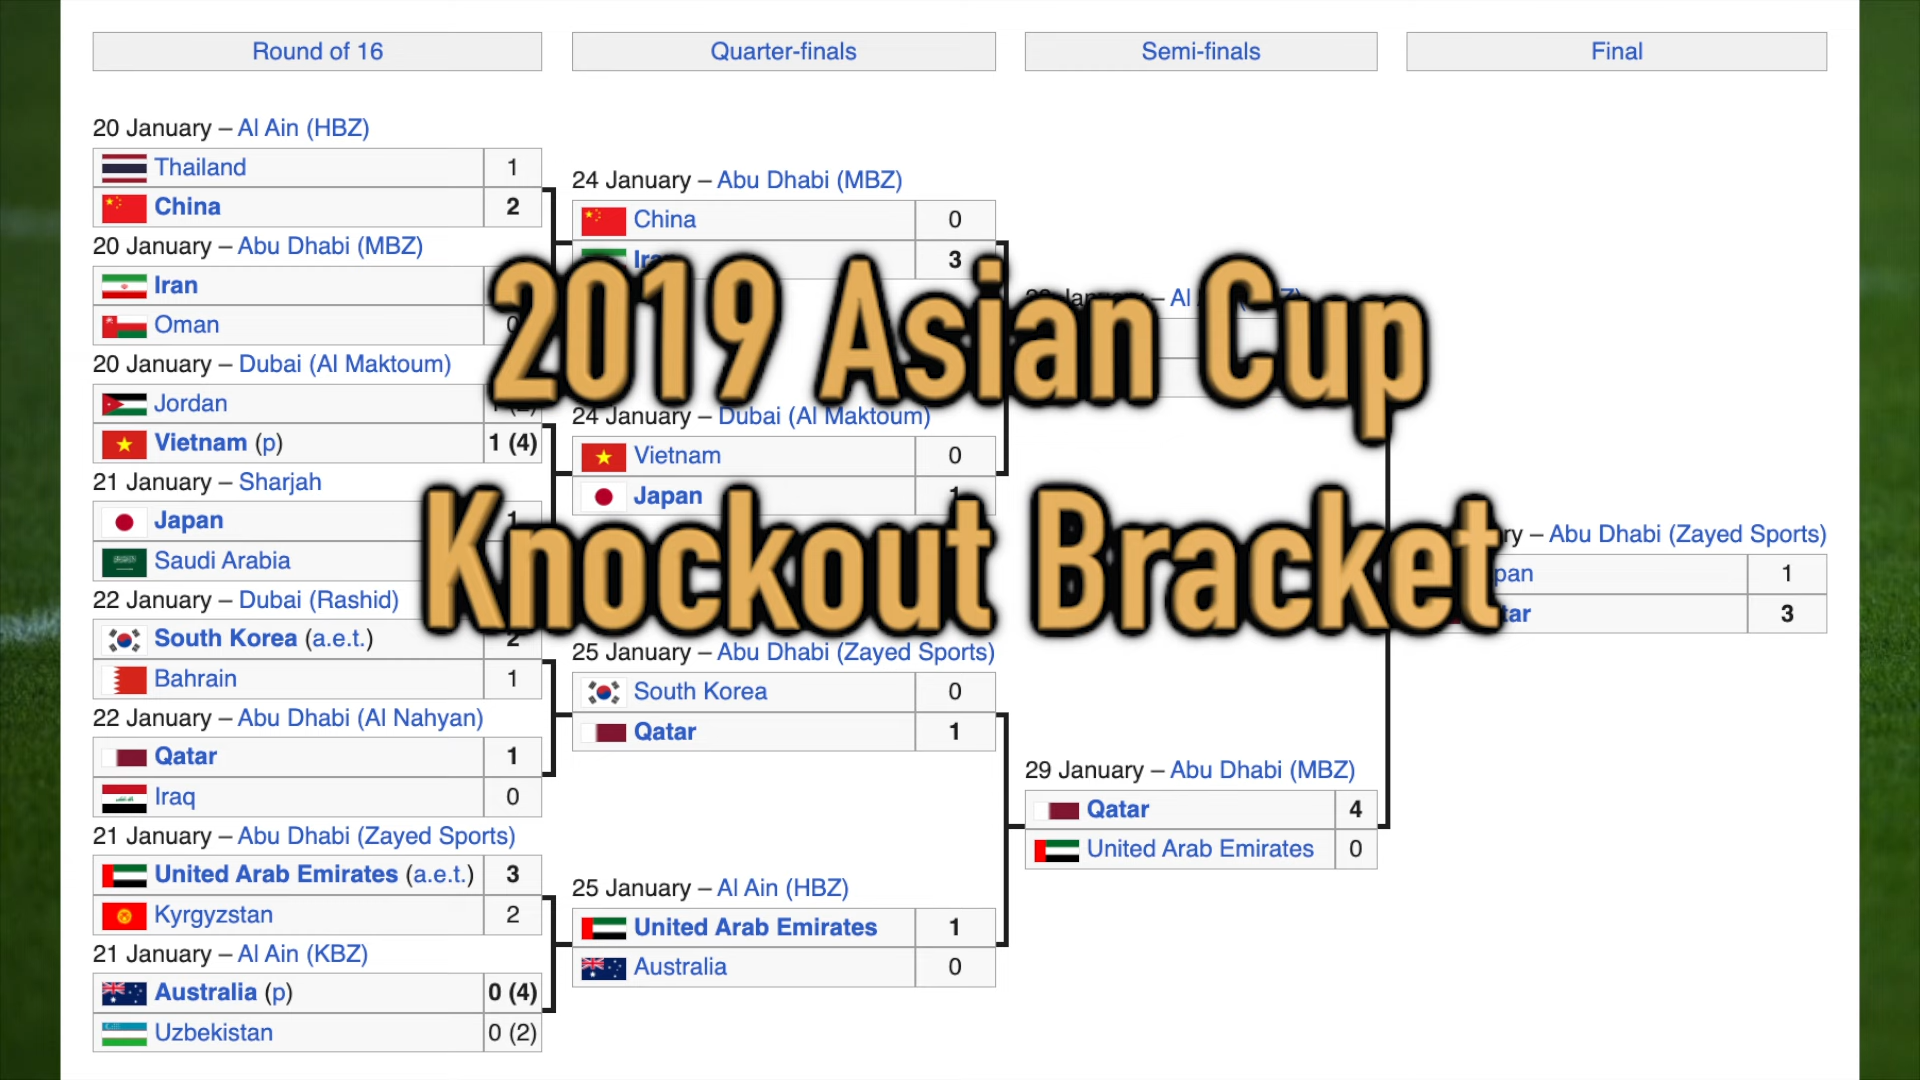 Round of 16
Quarter-finals
Semi-finals
Final
20 January – Al Ain (HBZ)
Thailand 1
China 2
20 January – Abu Dhabi (MBZ)
Iran
Oman
20 January – Dubai (Al Maktoum)
Jordan
Vietnam (p) 1 (4)
21 January – Sharjah
Japan
Saudi Arabia
22 January – Dubai (Rashid)
South Korea (a.e.t.) 2
Bahrain 1
22 January – Abu Dhabi (Al Nahyan)
Qatar 1
Iraq 0
21 January – Abu Dhabi (Zayed Sports)
United Arab Emirates (a.e.t.) 3
Kyrgyzstan 2
21 January – Al Ain (KBZ)
Australia (p) 0 (4)
Uzbekistan 0 (2)
24 January – Abu Dhabi (MBZ)
China 0
Iran 3
24 January – Dubai (Al Maktoum)
Vietnam 0
Japan 1
25 January – Abu Dhabi (Zayed Sports)
South Korea 0
Qatar 1
25 January – Al Ain (HBZ)
United Arab Emirates 1
Australia 0
– Al
29 January – Abu Dhabi (MBZ)
Qatar 4
United Arab Emirates 0
– Abu Dhabi (Zayed Sports)
1
3
2019 Asian Cup
Knockout Bracket